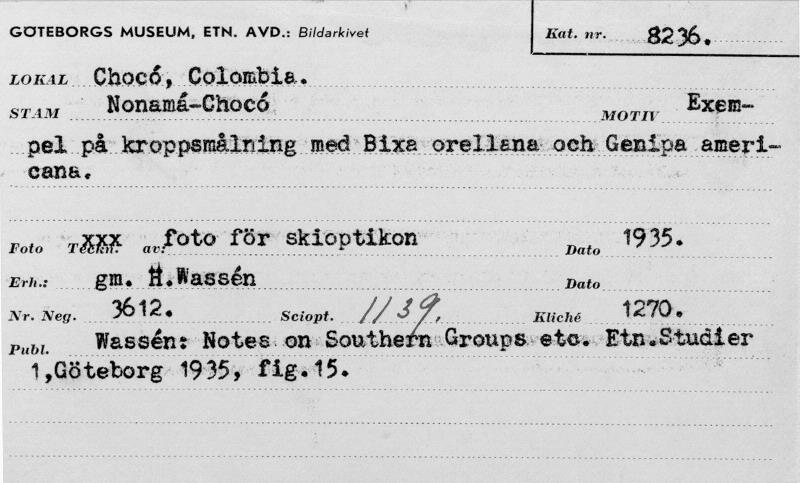 GÖTEBORGS MUSEUM, ETN. AVD.: Bildarkivet Kat. nr. 8236.
LOKAL Chocó, Colombia.
STAM Nonamá-Chocó MOTIV Exem-
pel på kroppsmålning med Bixa orellana och Genipa ameri-
cana.
Foto Teckn. xxx av: foto för skioptikon Dato 1935.
Erh.: gm. H.Wassén Dato
Nr. Neg. 3612. Sciopt. 1139. Kliché 1270.
Publ. Wassén: Notes on Southern Groups etc. Etn.Studier
1,Göteborg 1935, fig.15.